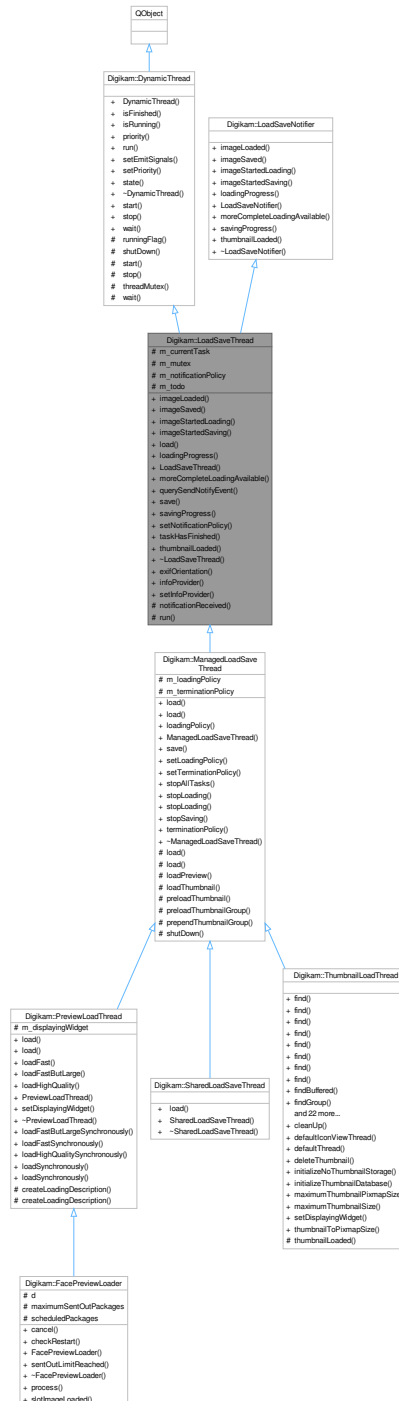 QObject
Digikam::DynamicThread
+ DynamicThread()
+ isFinished()
+ isRunning()
+ priority()
+ run()
+ setEmitSignals()
+ setPriority()
+ state()
+ ~DynamicThread()
+ start()
+ stop()
+ wait()
# runningFlag()
# shutDown()
# start()
# stop()
# threadMutex()
# wait()
Digikam::LoadSaveNotifier
+ imageLoaded()
+ imageSaved()
+ imageStartedLoading()
+ imageStartedSaving()
+ loadingProgress()
+ LoadSaveNotifier()
+ moreCompleteLoadingAvailable()
+ savingProgress()
+ thumbnailLoaded()
+ ~LoadSaveNotifier()
Digikam::LoadSaveThread
# m_currentTask
# m_mutex
# m_notificationPolicy
# m_todo
+ imageLoaded()
+ imageSaved()
+ imageStartedLoading()
+ imageStartedSaving()
+ load()
+ loadingProgress()
+ LoadSaveThread()
+ moreCompleteLoadingAvailable()
+ querySendNotifyEvent()
+ save()
+ savingProgress()
+ setNotificationPolicy()
+ taskHasFinished()
+ thumbnailLoaded()
+ ~LoadSaveThread()
+ exifOrientation()
+ infoProvider()
+ setInfoProvider()
# notificationReceived()
# run()
Digikam::ManagedLoadSave
Thread
# m_loadingPolicy
# m_terminationPolicy
+ load()
+ load()
+ loadingPolicy()
+ ManagedLoadSaveThread()
+ save()
+ setLoadingPolicy()
+ setTerminationPolicy()
+ stopAllTasks()
+ stopLoading()
+ stopLoading()
+ stopSaving()
+ terminationPolicy()
+ ~ManagedLoadSaveThread()
# load()
# load()
# loadPreview()
# loadThumbnail()
# preloadThumbnail()
# preloadThumbnailGroup()
# prependThumbnailGroup()
# shutDown()
Digikam::PreviewLoadThread
# m_displayingWidget
+ load()
+ load()
+ loadFast()
+ loadFastButLarge()
+ loadHighQuality()
+ PreviewLoadThread()
+ setDisplayingWidget()
+ ~PreviewLoadThread()
+ loadFastButLargeSynchronously()
+ loadFastSynchronously()
+ loadHighQualitySynchronously()
+ loadSynchronously()
+ loadSynchronously()
# createLoadingDescription()
# createLoadingDescription()
Digikam::SharedLoadSaveThread
+ load()
+ SharedLoadSaveThread()
+ ~SharedLoadSaveThread()
Digikam::ThumbnailLoadThread
+ find()
+ find()
+ find()
+ find()
+ find()
+ find()
+ find()
+ find()
+ findBuffered()
+ findGroup()
and 22 more...
+ cleanUp()
+ defaultIconViewThread()
+ defaultThread()
+ deleteThumbnail()
+ initializeNoThumbnailStorage()
+ initializeThumbnailDatabase()
+ maximumThumbnailPixmapSize
+ maximumThumbnailSize()
+ setDisplayingWidget()
+ thumbnailToPixmapSize()
# thumbnailLoaded()
Digikam::FacePreviewLoader
# d
# maximumSentOutPackages
# scheduledPackages
+ cancel()
+ checkRestart()
+ FacePreviewLoader()
+ sentOutLimitReached()
+ ~FacePreviewLoader()
+ process()
+ slotImageLoaded()